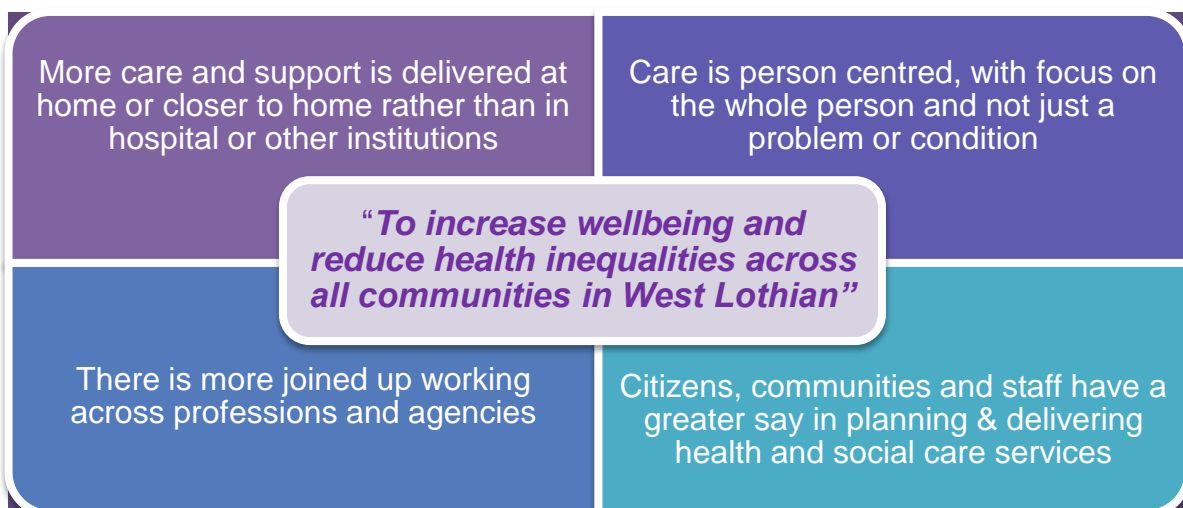 More care and support is delivered at
home or closer to home rather than in
hospital or other institutions
Care is person centred, with focus on
the whole person and not just a
problem or condition
“To increase wellbeing and
reduce health inequalities across
all communities in West Lothian”
There is more joined up working
across professions and agencies
Citizens, communities and staff have a
greater say in planning & delivering
health and social care services